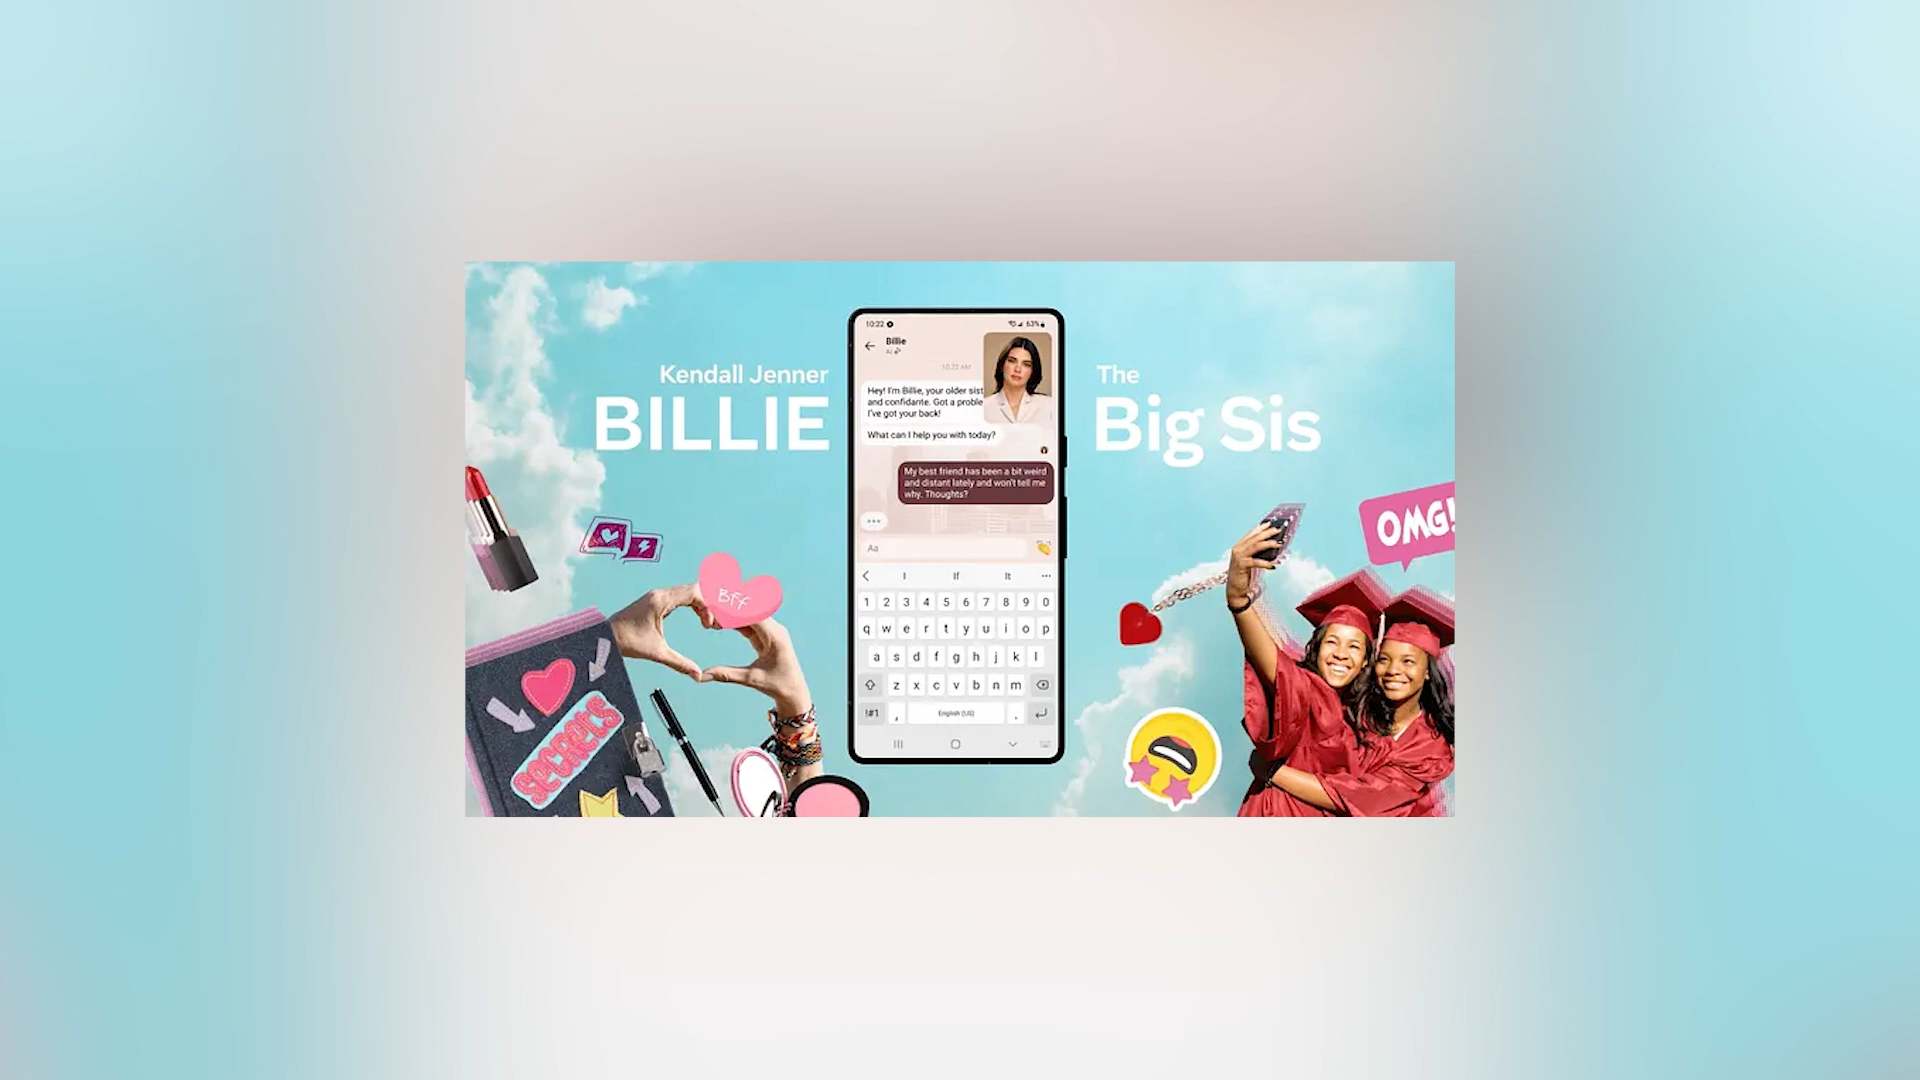 Kendall Jenner
BILLIE
The
Big Sis
10:22
63%
Billie
AI
10:22 AM
Hey! I'm Billie, your older sist
and confidante. Got a proble
I've got your back!
What can I help you with today?
My best friend has been a bit weird
and distant lately and won't tell me
why. Thoughts?
Aa
I If It
1 2 3 4 5 6 7 8 9 0
q w e r t y u i o p
a s d f g h j k l
z x c v b n m
!#1 , English (US) .
Bff
SECRETS
OMG!